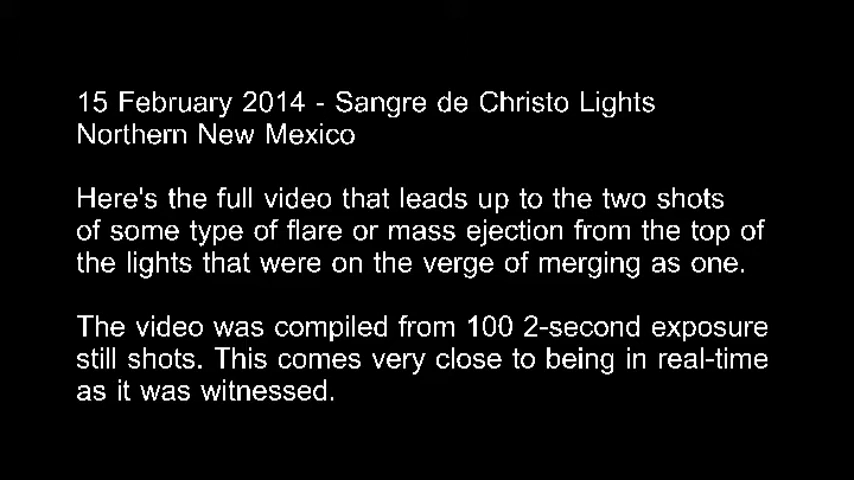 15 February 2014 - Sangre de Christo Lights
Northern New Mexico
Here's the full video that leads up to the two shots
of some type of flare or mass ejection from the top of
the lights that were on the verge of merging as one.
The video was compiled from 100 2-second exposure
still shots. This comes very close to being in real-time
as it was witnessed.